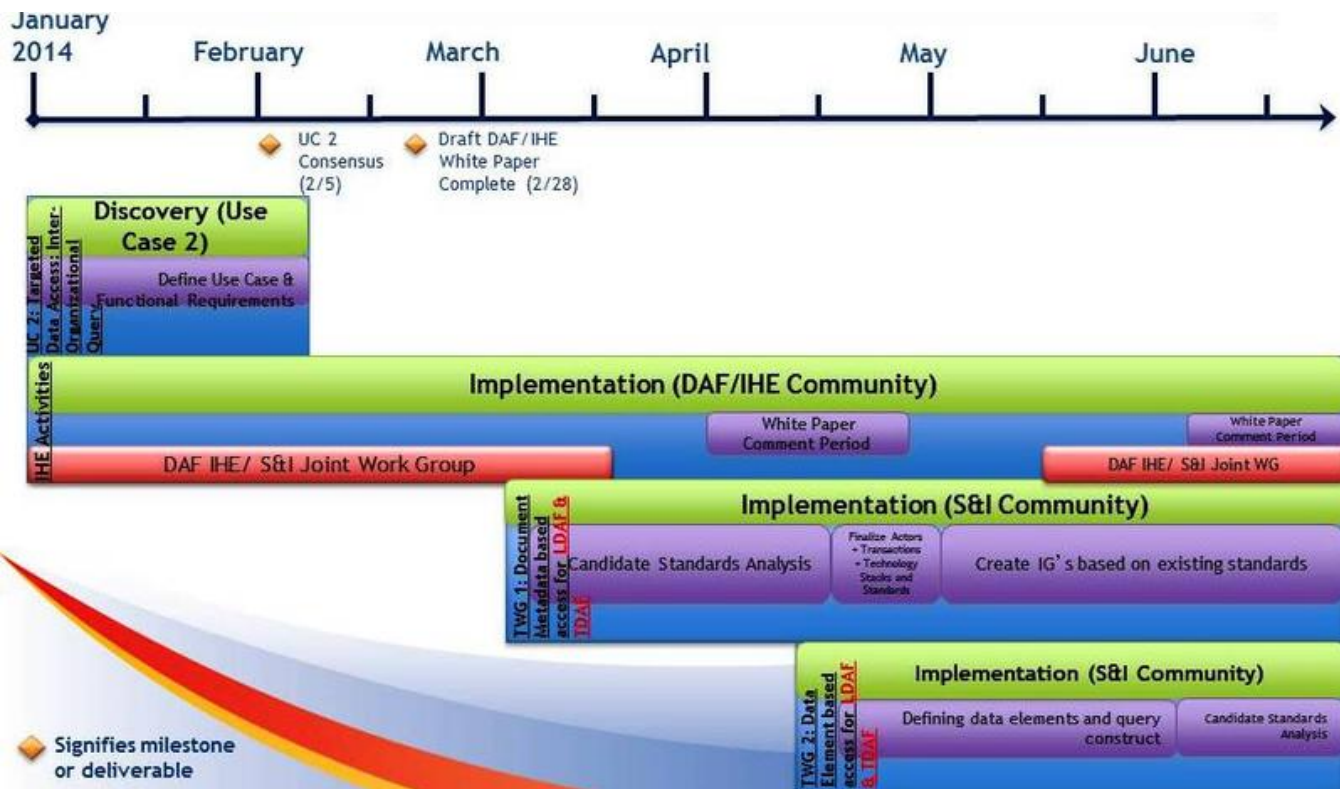 January
2014
February
March
April
May
June
UC 2
Consensus
(2/5)
Draft DAF/IHE
White Paper
Complete (2/28)
UC 2: Targeted
Data Access: Inter-
Organizational
Query
Discovery (Use
Case 2)
Define Use Case &
Functional Requirements
IHE Activities
Implementation (DAF/IHE Community)
White Paper
Comment Period
White Paper
Comment Period
DAF IHE/ S&I Joint Work Group
DAF IHE/ S&I Joint WG
TWG 1: Document
Metadata based
access for LDAF &
TDAF
Implementation (S&I Community)
Candidate Standards Analysis
Finalize Actors
+ Transactions
+ Technology
Stacks and
Standards
Create IG's based on existing standards
TWG 2: Data
Element based
access for LDAF
& TDAF
Implementation (S&I Community)
Defining data elements and query
construct
Candidate Standards
Analysis
Signifies milestone
or deliverable